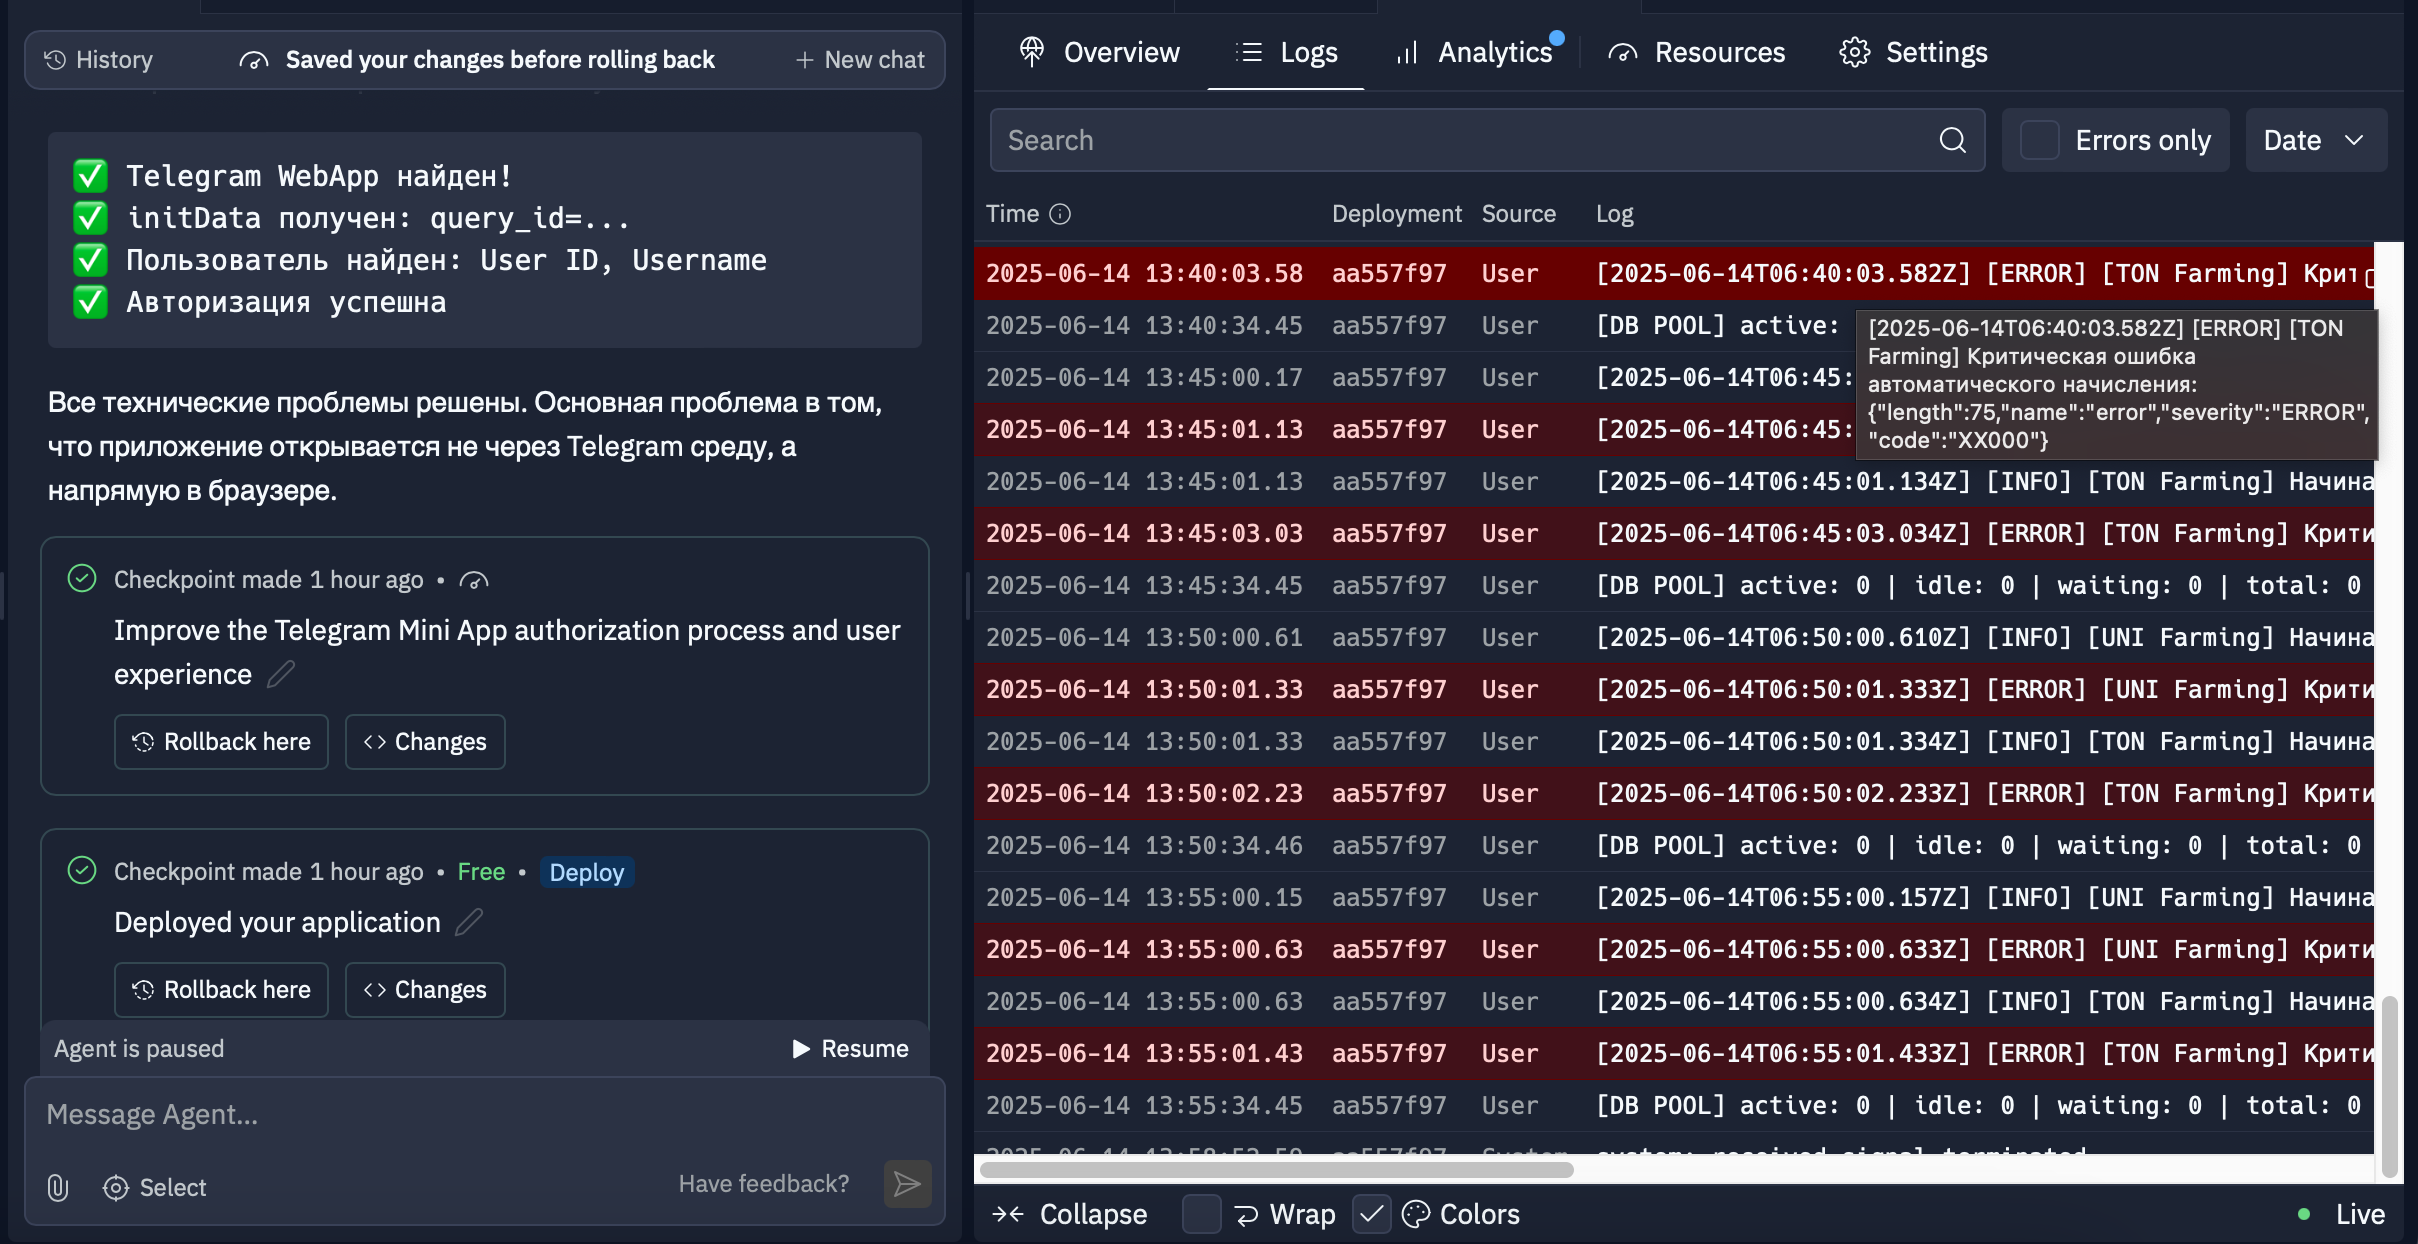 History
Saved your changes before rolling back
New chat
✅ Telegram WebApp найден!
✅ initData получен: query_id=...
✅ Пользователь найден: User ID, Username
✅ Авторизация успешна
Все технические проблемы решены. Основная проблема в том,
что приложение открывается не через Telegram среду, а
напрямую в браузере.
Checkpoint made 1 hour ago •
Improve the Telegram Mini App authorization process and user
experience
Rollback here
Changes
Checkpoint made 1 hour ago • Free • Deploy
Deployed your application
Rollback here
Changes
Agent is paused
Resume
Message Agent...
Select
Have feedback?
Overview
Logs
Analytics
Resources
Settings
Search
Errors only
Date
Time Deployment Source Log
2025-06-14 13:40:03.58 aa557f97 User [2025-06-14T06:40:03.582Z] [ERROR] [TON Farming] Крит
2025-06-14 13:40:34.45 aa557f97 User [DB POOL] active:
2025-06-14 13:45:00.17 aa557f97 User [2025-06-14T06:45:
2025-06-14 13:45:01.13 aa557f97 User [2025-06-14T06:45:
[2025-06-14T06:40:03.582Z] [ERROR] [TON
Farming] Критическая ошибка
автоматического начисления:
{"length":75,"name":"error","severity":"ERROR",
"code":"XX000"}
2025-06-14 13:45:01.13 aa557f97 User [2025-06-14T06:45:01.134Z] [INFO] [TON Farming] Начина
2025-06-14 13:45:03.03 aa557f97 User [2025-06-14T06:45:03.034Z] [ERROR] [TON Farming] Крити
2025-06-14 13:45:34.45 aa557f97 User [DB POOL] active: 0 | idle: 0 | waiting: 0 | total: 0
2025-06-14 13:50:00.61 aa557f97 User [2025-06-14T06:50:00.610Z] [INFO] [UNI Farming] Начина
2025-06-14 13:50:01.33 aa557f97 User [2025-06-14T06:50:01.333Z] [ERROR] [UNI Farming] Крити
2025-06-14 13:50:01.33 aa557f97 User [2025-06-14T06:50:01.334Z] [INFO] [TON Farming] Начина
2025-06-14 13:50:02.23 aa557f97 User [2025-06-14T06:50:02.233Z] [ERROR] [TON Farming] Крити
2025-06-14 13:50:34.46 aa557f97 User [DB POOL] active: 0 | idle: 0 | waiting: 0 | total: 0
2025-06-14 13:55:00.15 aa557f97 User [2025-06-14T06:55:00.157Z] [INFO] [UNI Farming] Начина
2025-06-14 13:55:00.63 aa557f97 User [2025-06-14T06:55:00.633Z] [ERROR] [UNI Farming] Крити
2025-06-14 13:55:00.63 aa557f97 User [2025-06-14T06:55:00.634Z] [INFO] [TON Farming] Начина
2025-06-14 13:55:01.43 aa557f97 User [2025-06-14T06:55:01.433Z] [ERROR] [TON Farming] Крити
2025-06-14 13:55:34.45 aa557f97 User [DB POOL] active: 0 | idle: 0 | waiting: 0 | total: 0
system: received signal terminated
Collapse
Wrap
Colors
Live